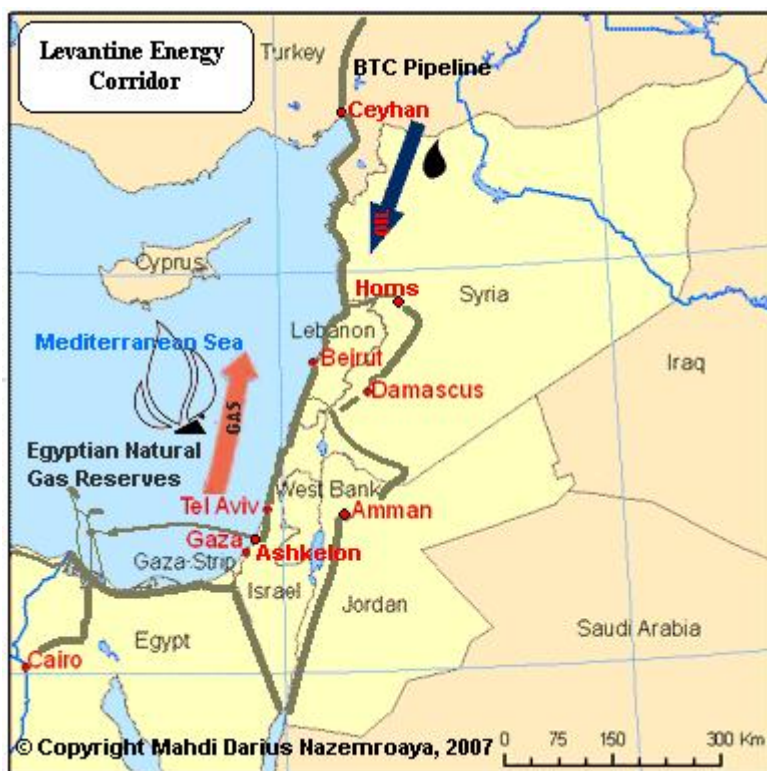 Levantine Energy
Corridor
Turkey
BTC Pipeline
Ceyhan
OIL
Cyprus
Homs
Syria
Mediterranean Sea
Lebanon
Beirut
Iraq
Damascus
GAS
Egyptian Natural
Gas Reserves
Tel Aviv
West Bank
Amman
Gaza
Ashkelon
Gaza-Strip
Israel
Jordan
Saudi Arabia
Egypt
Cairo
© Copyright Mahdi Darius Nazemroaya, 2007
0 75 150 300 Km